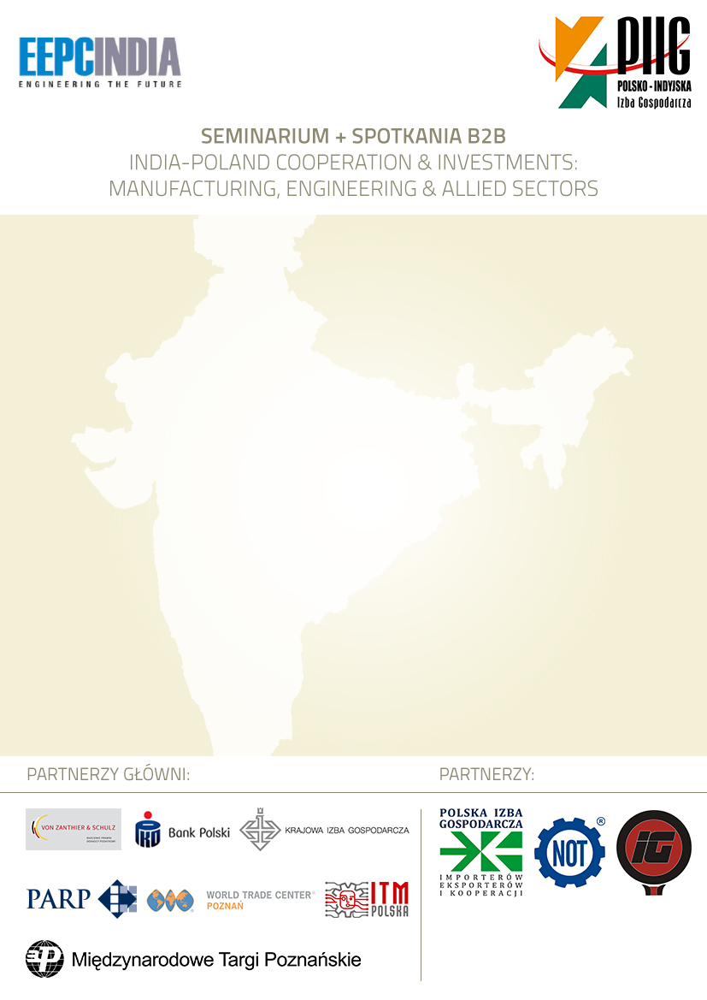 EEPCINDIA
ENGINEERING THE FUTURE
PIIG
POLSKO - INDYJSKA
Izba Gospodarcza
SEMINARIUM + SPOTKANIA B2B
INDIA-POLAND COOPERATION & INVESTMENTS:
MANUFACTURING, ENGINEERING & ALLIED SECTORS
PARTNERZY GŁÓWNI:
VON ZANTHIER & SCHULZ
Bank Polski
KRAJOWA IZBA GOSPODARCZA
PARP
WORLD TRADE CENTER®
POZNAŃ
ITM
POLSKA
Międzynarodowe Targi Poznańskie
PARTNERZY:
POLSKA IZBA
GOSPODARCZA
IMPORTERÓW
EKSPORTERÓW
I KOOPERACJI
NOT ®
IG